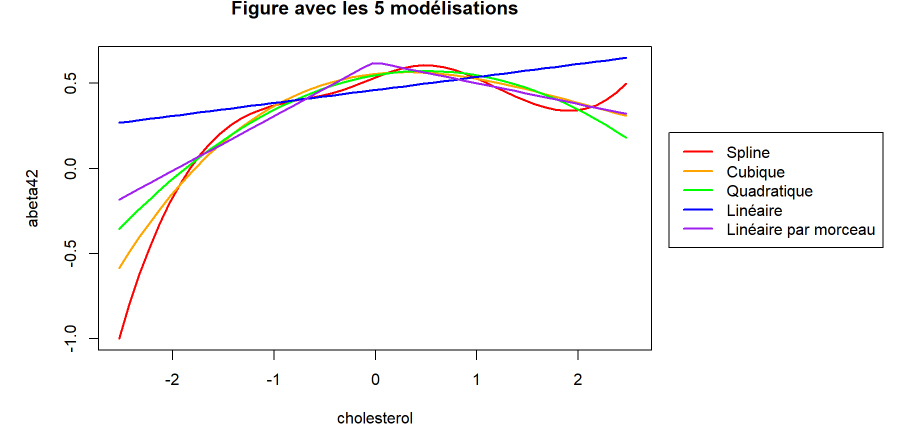 Figure avec les 5 modélisations
abeta42
0.5
0.0
-0.5
-1.0
-2 -1 0 1 2
cholesterol
Spline
Cubique
Quadratique
Linéaire
Linéaire par morceau